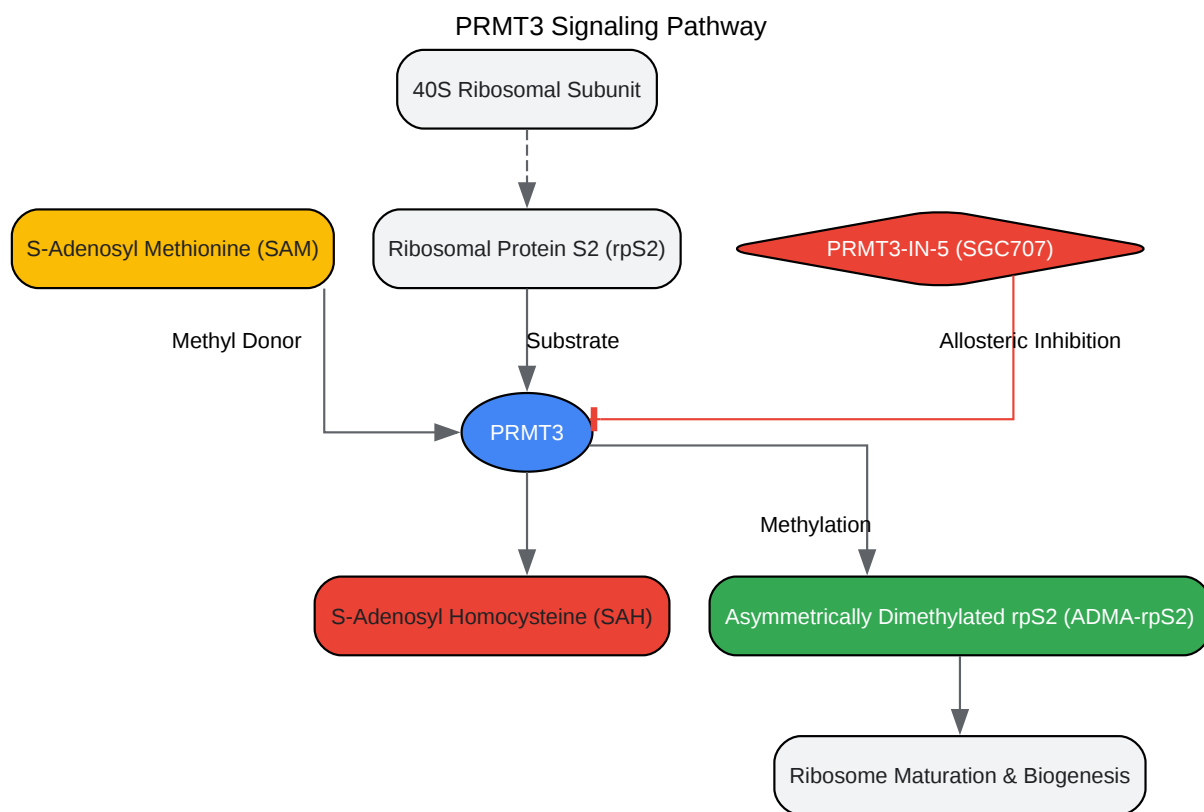 PRMT3 Signaling Pathway
40S Ribosomal Subunit
S-Adenosyl Methionine (SAM)
Ribosomal Protein S2 (rpS2)
PRMT3-IN-5 (SGC707)
Methyl Donor
Substrate
Allosteric Inhibition
PRMT3
Methylation
S-Adenosyl Homocysteine (SAH)
Asymmetrically Dimethylated rpS2 (ADMA-rpS2)
Ribosome Maturation & Biogenesis